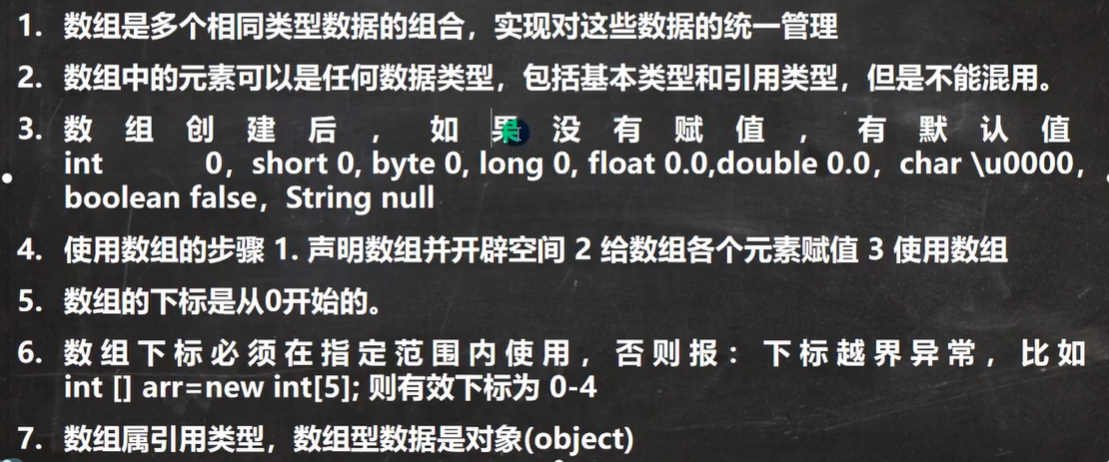 1. 数组是多个相同类型数据的组合，实现对这些数据的统一管理
2. 数组中的元素可以是任何数据类型，包括基本类型和引用类型，但是不能混用。
3. 数组创建后，如果没有赋值，有默认值
int 0，short 0, byte 0, long 0, float 0.0,double 0.0，char \u0000，
boolean false，String null
4. 使用数组的步骤 1. 声明数组并开辟空间 2 给数组各个元素赋值 3 使用数组
5. 数组的下标是从0开始的。
6. 数组下标必须在指定范围内使用，否则报：下标越界异常，比如
int [] arr=new int[5]; 则有效下标为 0-4
7. 数组属引用类型，数组型数据是对象(object)